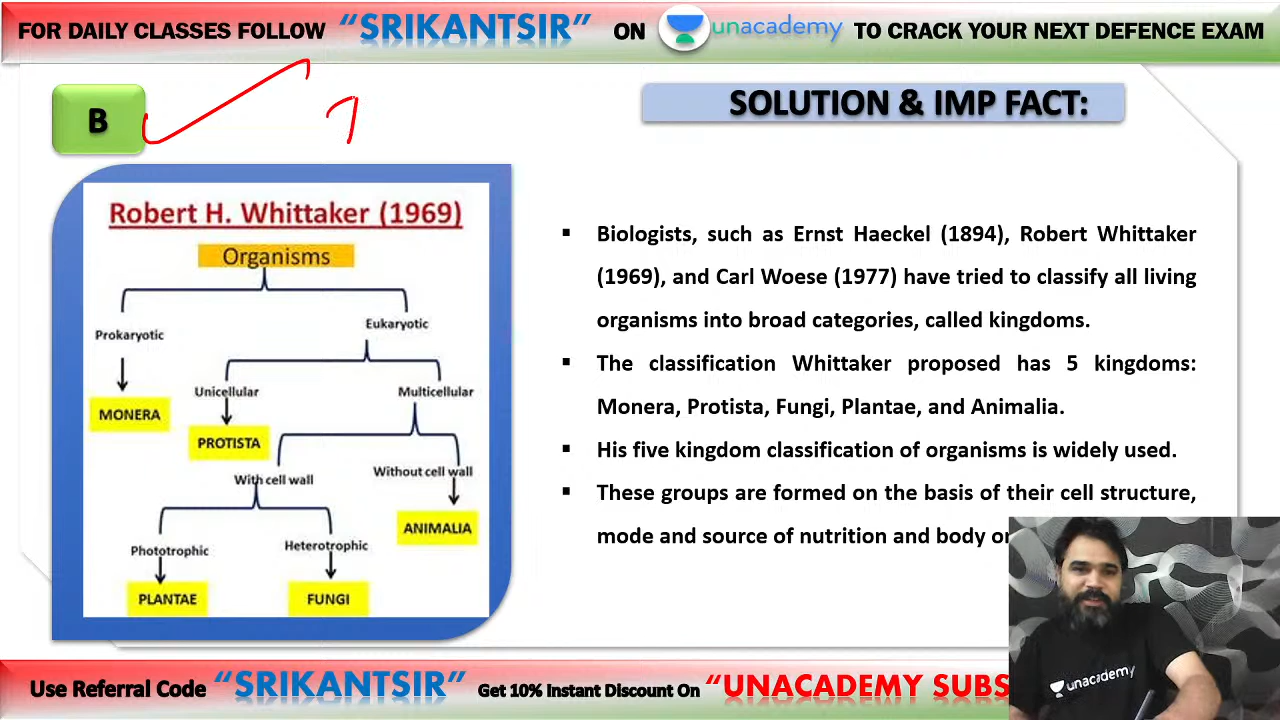 FOR DAILY CLASSES FOLLOW “SRIKANTSIR” ON unacademy TO CRACK YOUR NEXT DEFENCE EXAM
B
SOLUTION & IMP FACT:
Robert H. Whittaker (1969)
Organisms
Prokaryotic
Eukaryotic
MONERA
Unicellular
Multicellular
PROTISTA
With cell wall
Without cell wall
ANIMALIA
Phototrophic
Heterotrophic
PLANTAE
FUNGI
▪ Biologists, such as Ernst Haeckel (1894), Robert Whittaker
(1969), and Carl Woese (1977) have tried to classify all living
organisms into broad categories, called kingdoms.
▪ The classification Whittaker proposed has 5 kingdoms:
Monera, Protista, Fungi, Plantae, and Animalia.
▪ His five kingdom classification of organisms is widely used.
▪ These groups are formed on the basis of their cell structure,
mode and source of nutrition and body
unacademy
Use Referral Code “SRIKANTSIR” Get 10% Instant Discount On “UNACADEMY SUBS